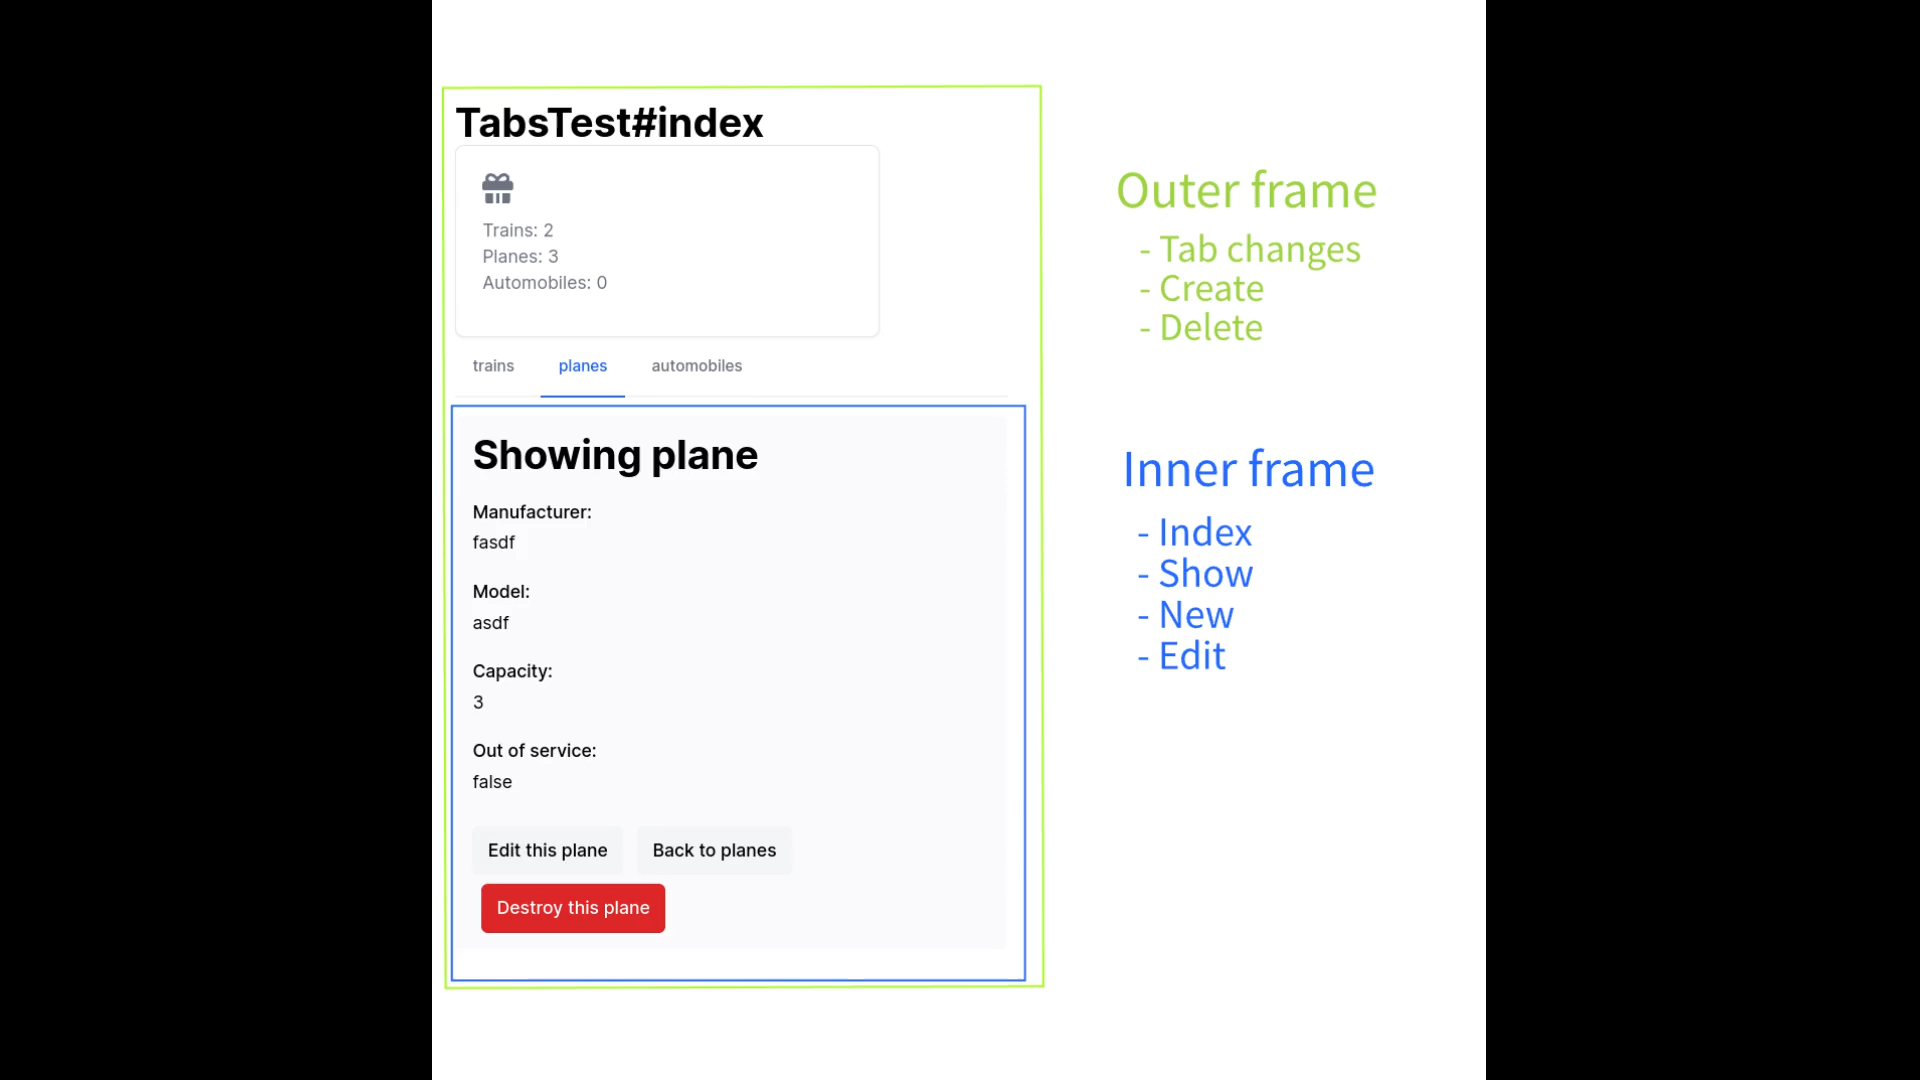 TabsTest#index
Trains: 2
Planes: 3
Automobiles: 0
trains planes automobiles
Showing plane
Manufacturer:
fasdf
Model:
asdf
Capacity:
3
Out of service:
false
Edit this plane Back to planes
Destroy this plane
Outer frame
- Tab changes
- Create
- Delete
Inner frame
- Index
- Show
- New
- Edit